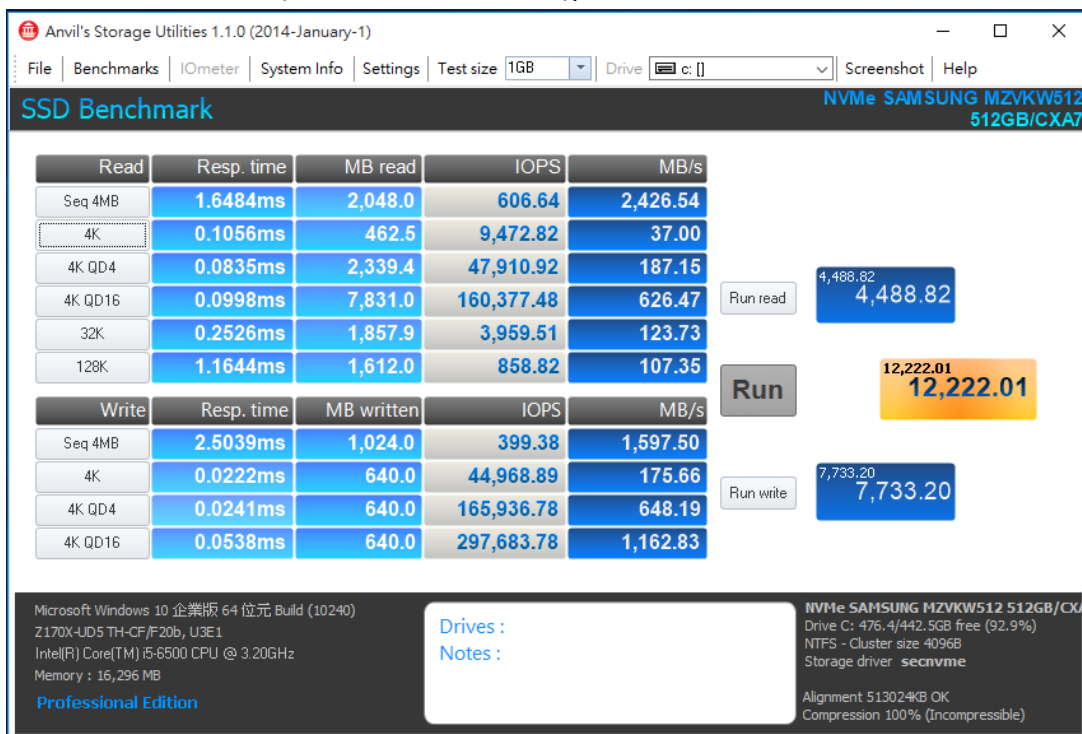 Anvil's Storage Utilities 1.1.0 (2014-January-1)
File Benchmarks IOmeter System Info Settings Test size 1GB Drive c: [] Screenshot Help
SSD Benchmark
NVMe SAMSUNG MZVKW512
512GB/CXA7
Read Resp. time MB read IOPS MB/s
Seq 4MB 1.6484ms 2,048.0 606.64 2,426.54
4K 0.1056ms 462.5 9,472.82 37.00
4K QD4 0.0835ms 2,339.4 47,910.92 187.15
4K QD16 0.0998ms 7,831.0 160,377.48 626.47
32K 0.2526ms 1,857.9 3,959.51 123.73
128K 1.1644ms 1,612.0 858.82 107.35
Run read
4,488.82
4,488.82
Run
12,222.01
12,222.01
Write Resp. time MB written IOPS MB/s
Seq 4MB 2.5039ms 1,024.0 399.38 1,597.50
4K 0.0222ms 640.0 44,968.89 175.66
4K QD4 0.0241ms 640.0 165,936.78 648.19
4K QD16 0.0538ms 640.0 297,683.78 1,162.83
Run write
7,733.20
7,733.20
Microsoft Windows 10 企業版 64 位元 Build (10240)
Z170X-UD5 TH-CF/F20b, U3E1
Intel(R) Core(TM) i5-6500 CPU @ 3.20GHz
Memory : 16,296 MB
Professional Edition
Drives :
Notes :
NVMe SAMSUNG MZVKW512 512GB/CX
Drive C: 476.4/442.5GB free (92.9%)
NTFS - Cluster size 4096B
Storage driver secnvme
Alignment 513024KB OK
Compression 100% (Incompressible)